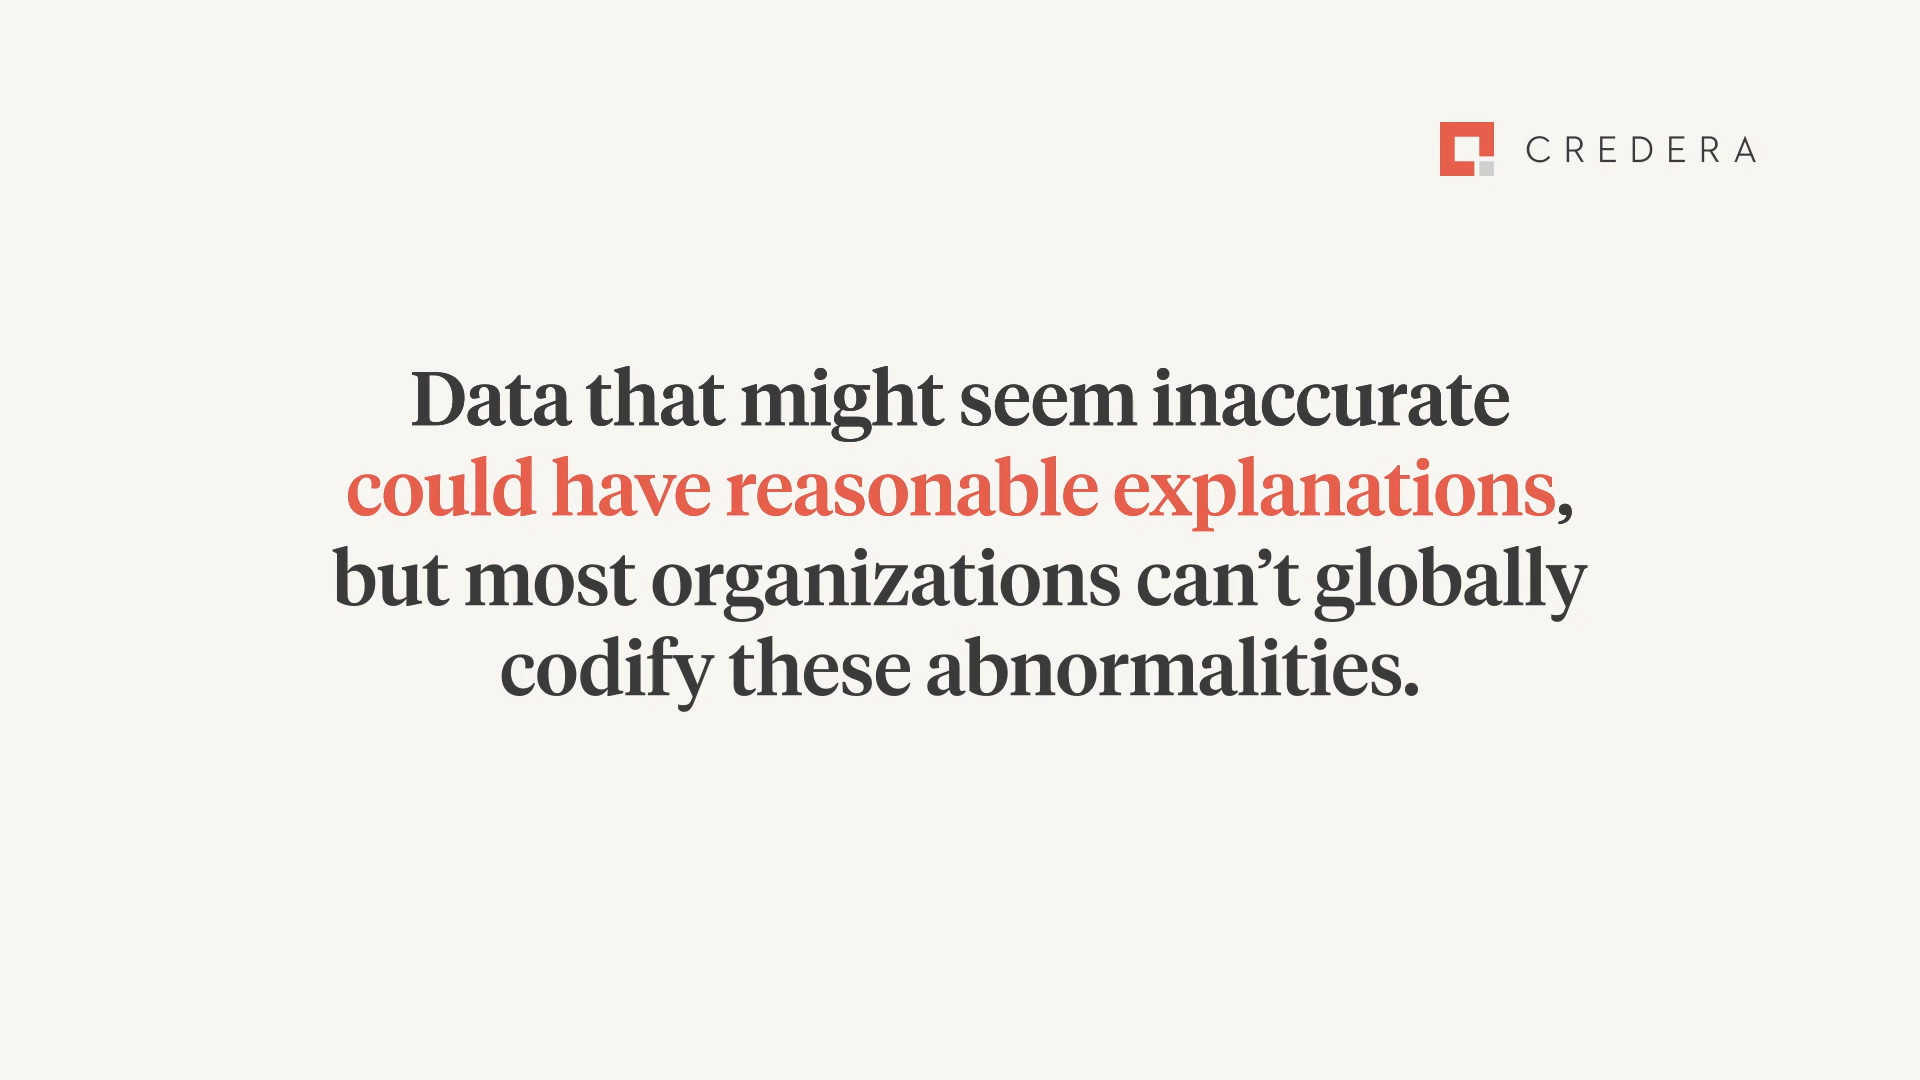 CREDERA
Data that might seem inaccurate
could have reasonable explanations,
but most organizations can’t globally
codify these abnormalities.